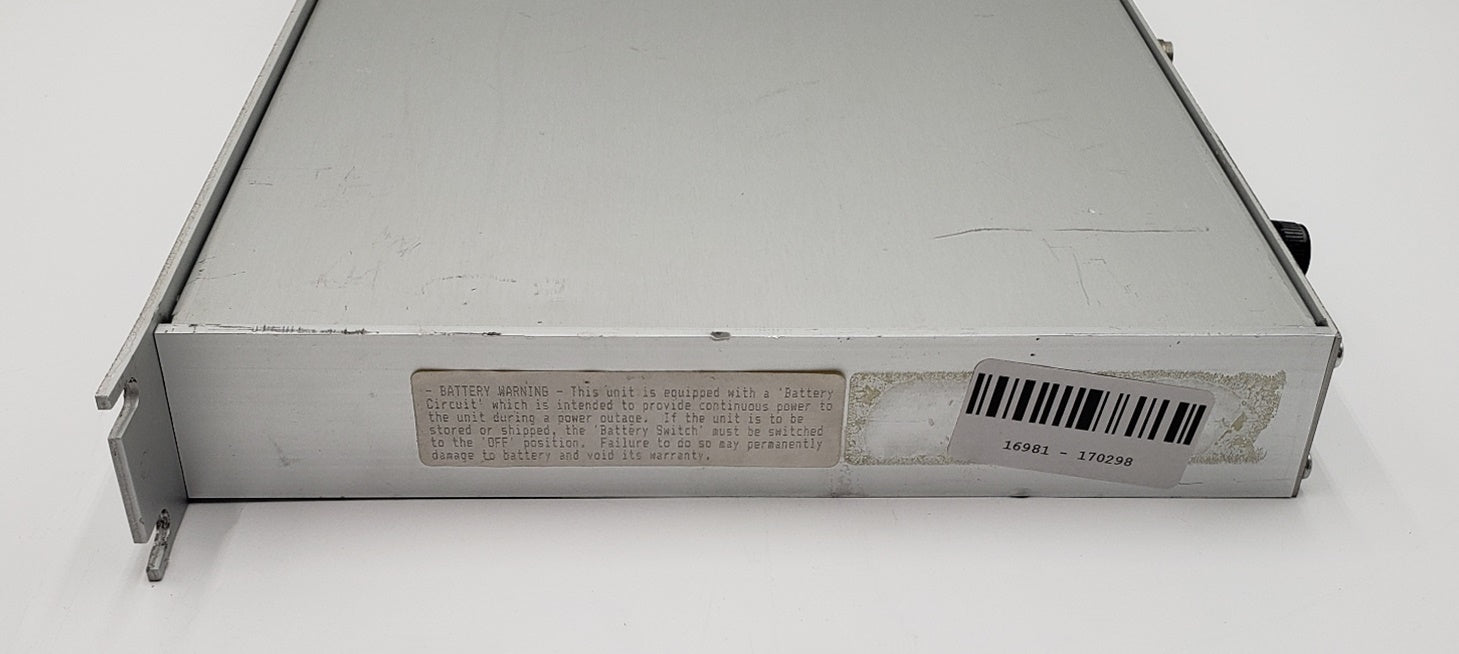 - BATTERY WARNING - This unit is equipped with a 'Battery
Circuit' which is intended to provide continuous power to
the unit during a power outage.  If the unit is to be
stored or shipped, the 'Battery Switch' must be switched
to the 'OFF' position.  Failure to do so may permanently
damage to battery and void its warranty.
16981 - 170298